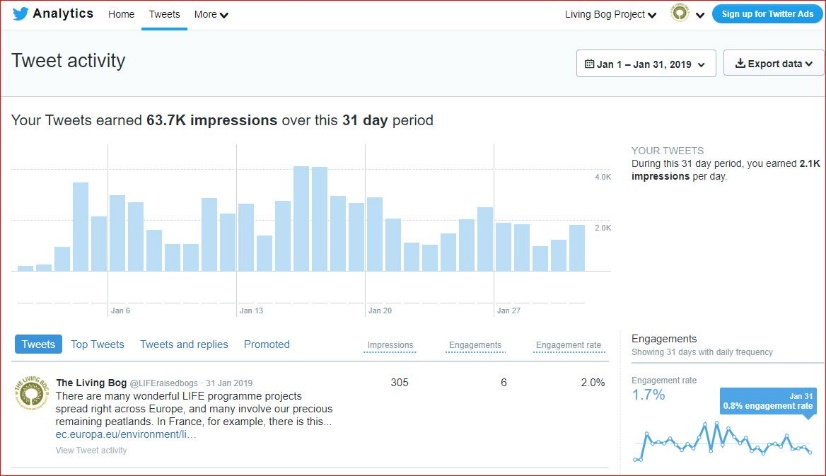 Analytics Home Tweets More Living Bog Project Sign up for Twitter Ads
Tweet activity
Jan 1 – Jan 31, 2019 Export data
Your Tweets earned 63.7K impressions over this 31 day period
YOUR TWEETS
During this 31 day period, you earned 2.1K
impressions per day.
4.0K
2.0K
Jan 6 Jan 13 Jan 20 Jan 27
Tweets Top Tweets Tweets and replies Promoted Impressions Engagements Engagement rate
The Living Bog @LIFEraisedbogs · 31 Jan 2019 305 6 2.0%
There are many wonderful LIFE programme projects
spread right across Europe, and many involve our precious
remaining peatlands. In France, for example, there is this...
ec.europa.eu/environment/li…
View Tweet activity
Engagements
Showing 31 days with daily frequency
Engagement rate
1.7%
Jan 31
0.8% engagement rate